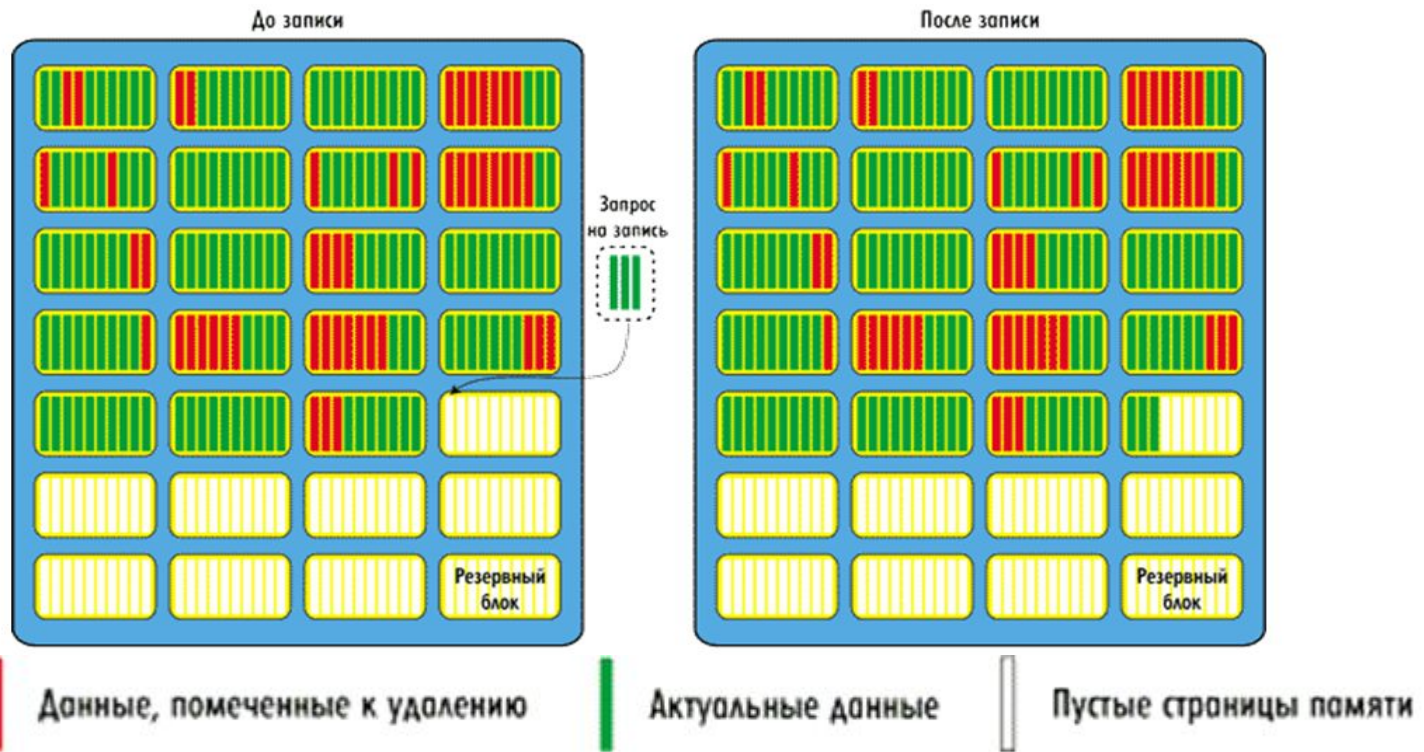 До записи
После записи
Запрос
на запись
Резервный
блок
Резервный
блок
Данные, помеченные к удалению
Актуальные данные
Пустые страницы памяти